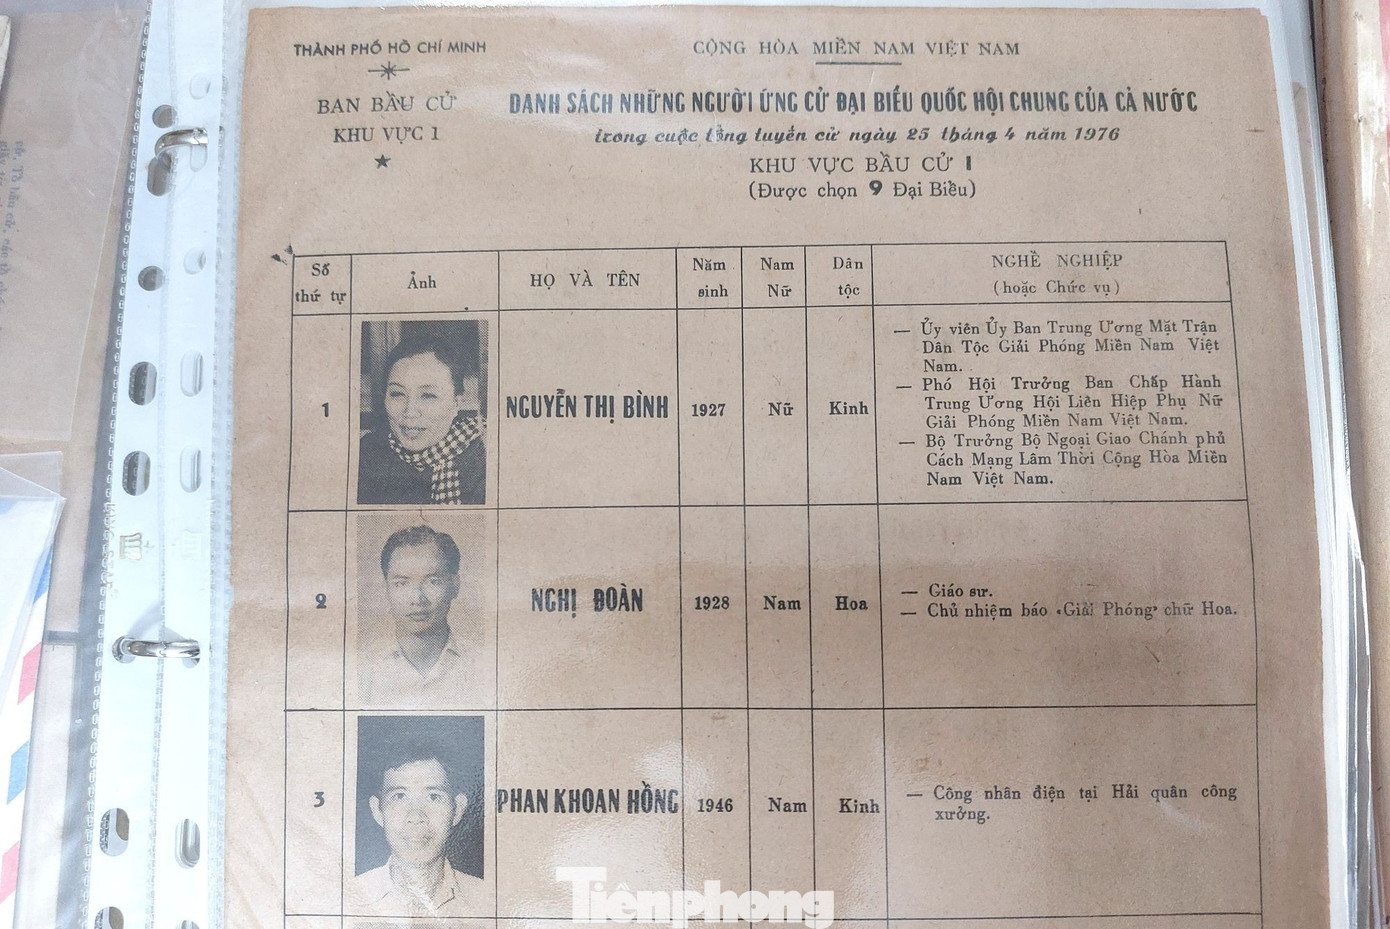 THÀNH PHỐ HỒ CHÍ MINH
BAN BẦU CỬ
KHU VỰC 1
CỘNG HÒA MIỀN NAM VIỆT NAM
DANH SÁCH NHỮNG NGƯỜI ỨNG CỬ ĐẠI BIỂU QUỐC HỘI CHUNG CỦA CẢ NƯỚC
trong cuộc tổng tuyển cử ngày 25 tháng 4 năm 1976
KHU VỰC BẦU CỬ I
(Được chọn 9 Đại Biều)
Số
thứ tự
Ảnh
HỌ VÀ TÊN
Năm
sinh
Nam
Nữ
Dân
tộc
NGHỀ NGHIỆP
(hoặc Chức vụ)
1
NGUYỄN THỊ BÌNH
1927
Nữ
Kinh
— Ủy viên Ủy Ban Trung Ương Mặt Trận
Dân Tộc Giải Phóng Miền Nam Việt
Nam.
— Phó Hội Trưởng Ban Chấp Hành
Trung Ương Hội Liên Hiệp Phụ Nữ
Giải Phóng Miền Nam Việt Nam.
— Bộ Trưởng Bộ Ngoại Giao Chánh phủ
Cách Mạng Lâm Thời Cộng Hòa Miền
Nam Việt Nam.
2
NGHỊ ĐOÀN
1928
Nam
Hoa
— Giáo sư.
— Chủ nhiệm báo «Giải Phóng» chữ Hoa.
3
PHAN KHOAN HỒNG
1946
Nam
Kinh
— Công nhân điện tại Hải quân công
xưởng.
Tiênphong